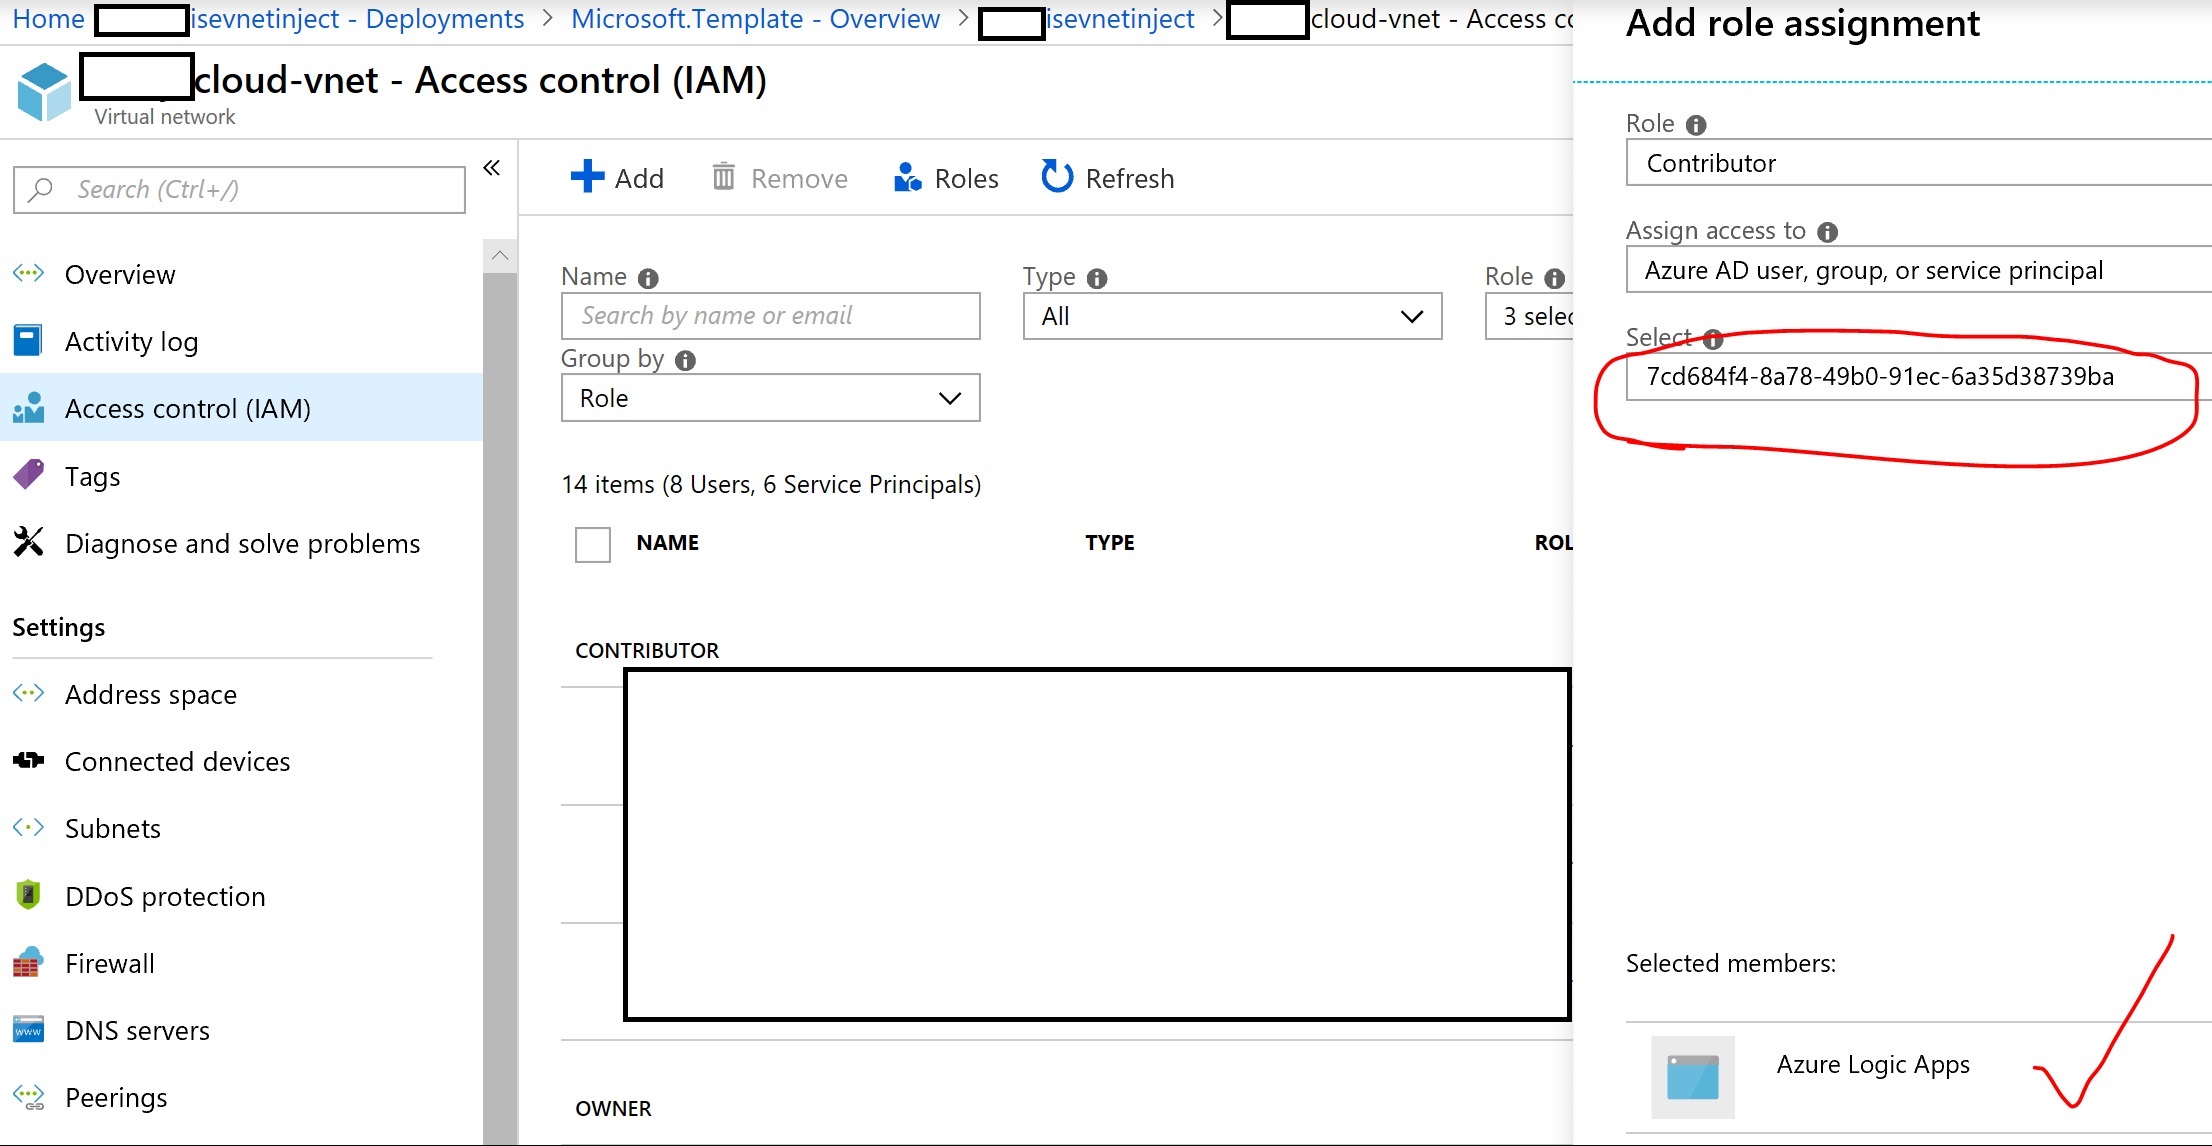 Home isevnetinject - Deployments > Microsoft.Template - Overview > isevnetinject > cloud-vnet - Access co
cloud-vnet - Access control (IAM)
Virtual network
Search (Ctrl+/)
Overview
Activity log
Access control (IAM)
Tags
Diagnose and solve problems
Settings
Address space
Connected devices
Subnets
DDoS protection
Firewall
DNS servers
Peerings
Add Remove Roles Refresh
Name Type Role
Search by name or email All 3 selec
Group by
Role
14 items (8 Users, 6 Service Principals)
NAME TYPE ROL
CONTRIBUTOR
OWNER
Add role assignment
Role
Contributor
Assign access to
Azure AD user, group, or service principal
Select
7cd684f4-8a78-49b0-91ec-6a35d38739ba
Selected members:
Azure Logic Apps